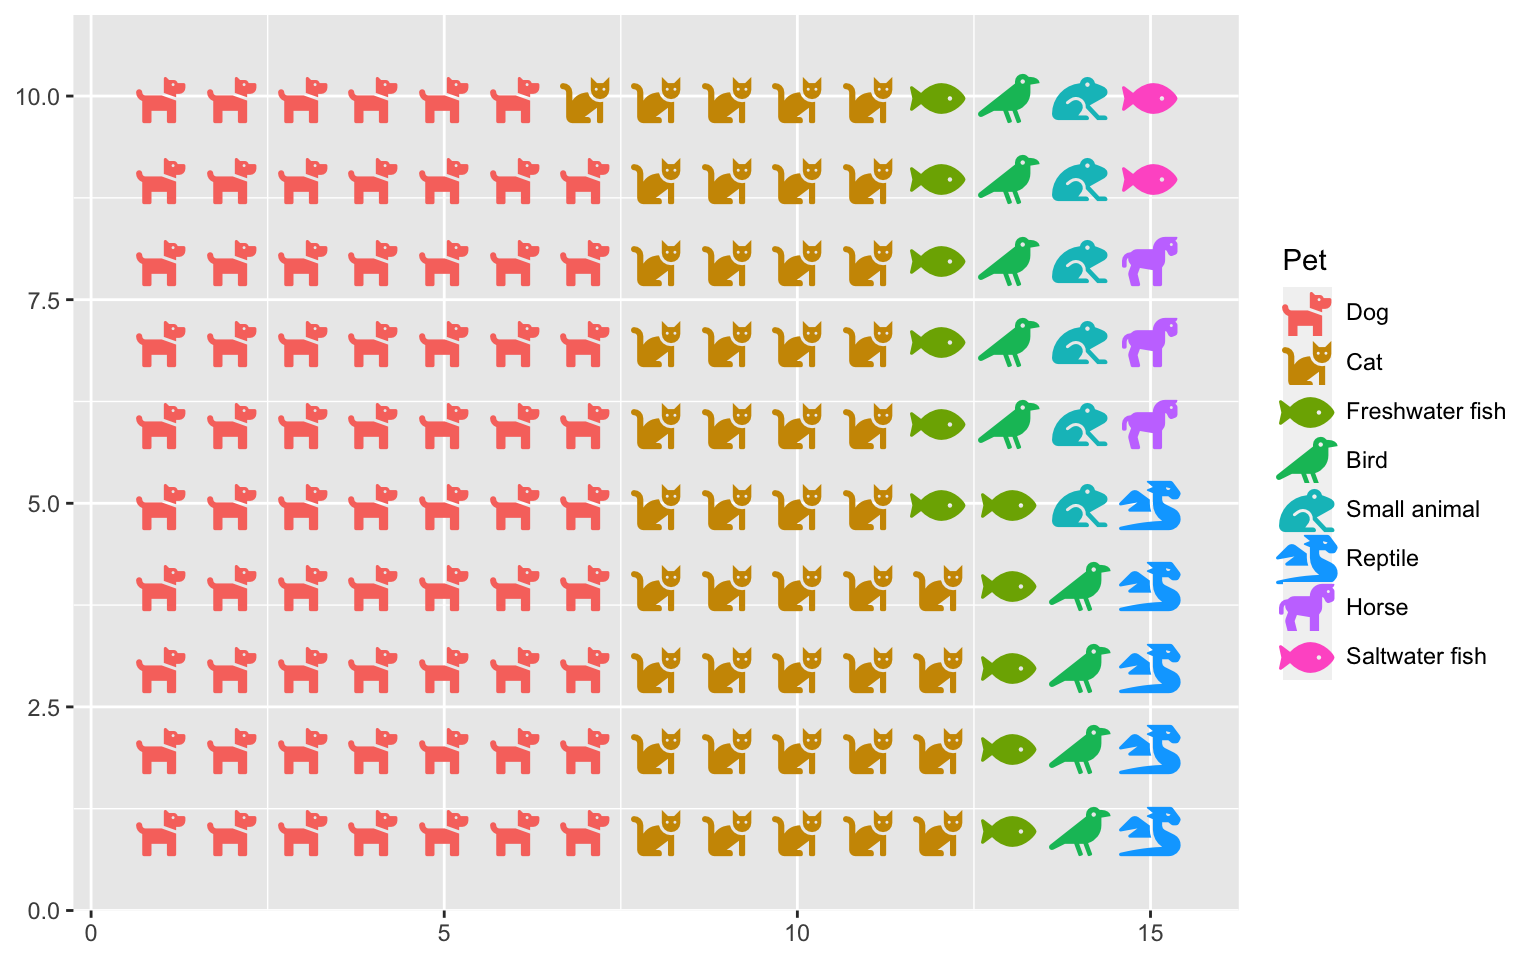 10.0
7.5
5.0
2.5
0.0
0 5 10 15
Pet
Dog
Cat
Freshwater fish
Bird
Small animal
Reptile
Horse
Saltwater fish